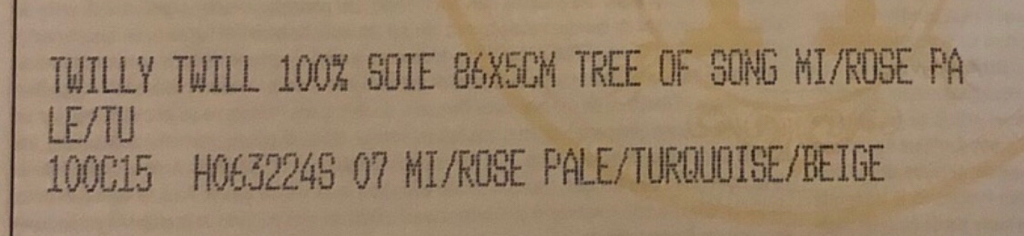 TWILLY TWILL 100% SOIE 86X5CM TREE OF SONG MI/ROSE PA
LE/TU
100C15 H063224S 07 MI/ROSE PALE/TURQUOISE/BEIGE